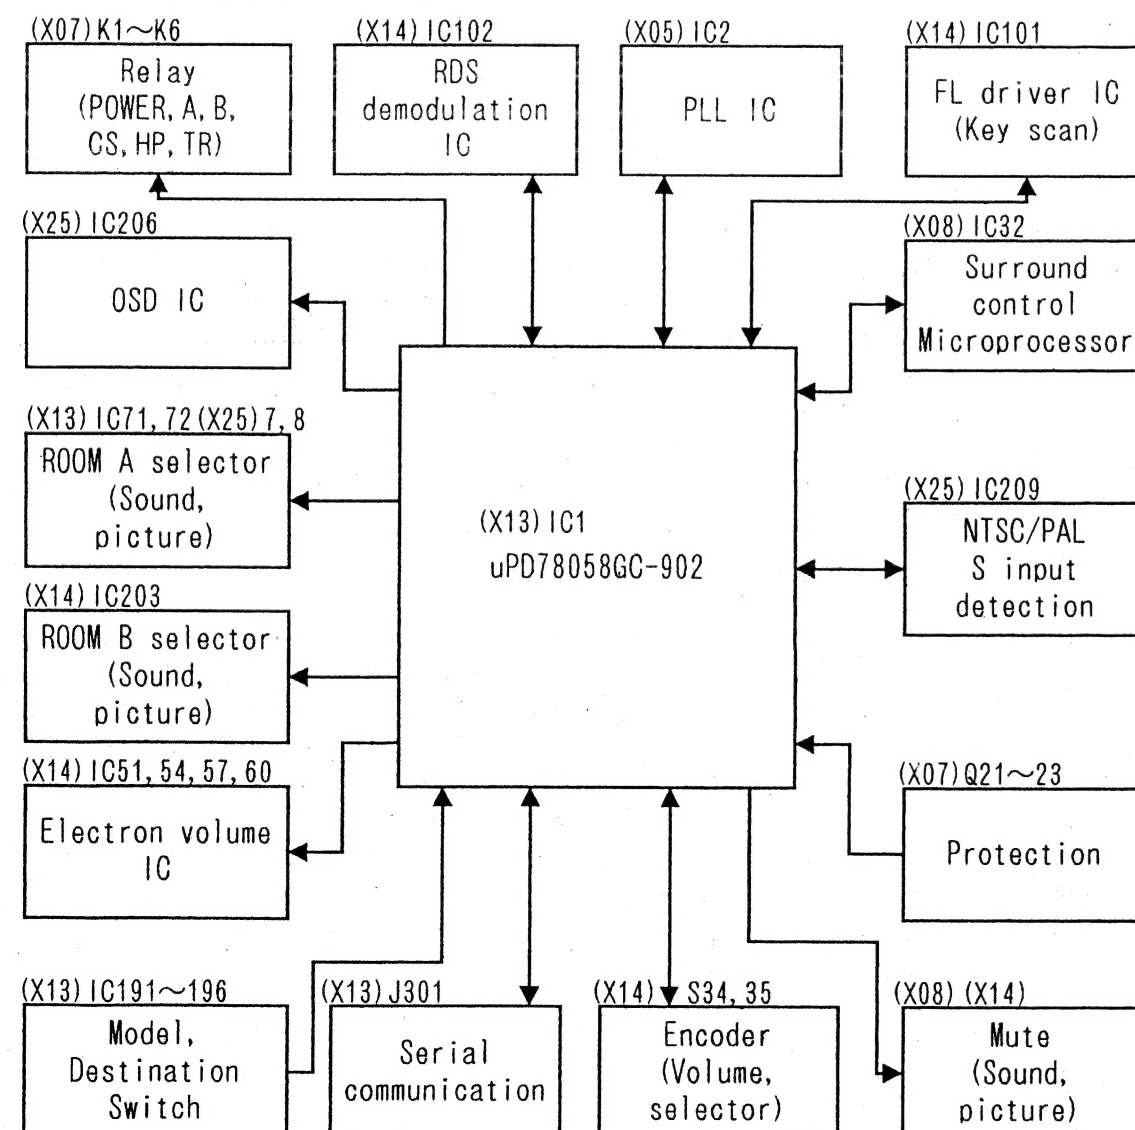 (X07) K1～K6
Relay
(POWER, A, B,
CS, HP, TR)
(X14) IC102
RDS
demodulation
IC
(X05) IC2
PLL IC
(X14) IC101
FL driver IC
(Key scan)
(X25) IC206
OSD IC
(X08) IC32
Surround
control
Microprocessor
(X13) IC71, 72 (X25) 7, 8
ROOM A selector
(Sound,
picture)
(X13) IC1
uPD78058GC-902
(X25) IC209
NTSC/PAL
S input
detection
(X14) IC203
ROOM B selector
(Sound,
picture)
(X14) IC51, 54, 57, 60
Electron volume
IC
(X07) Q21～23
Protection
(X13) IC191～196
Model,
Destination
Switch
(X13) J301
Serial
communication
(X14) S34, 35
Encoder
(Volume,
selector)
(X08) (X14)
Mute
(Sound,
picture)